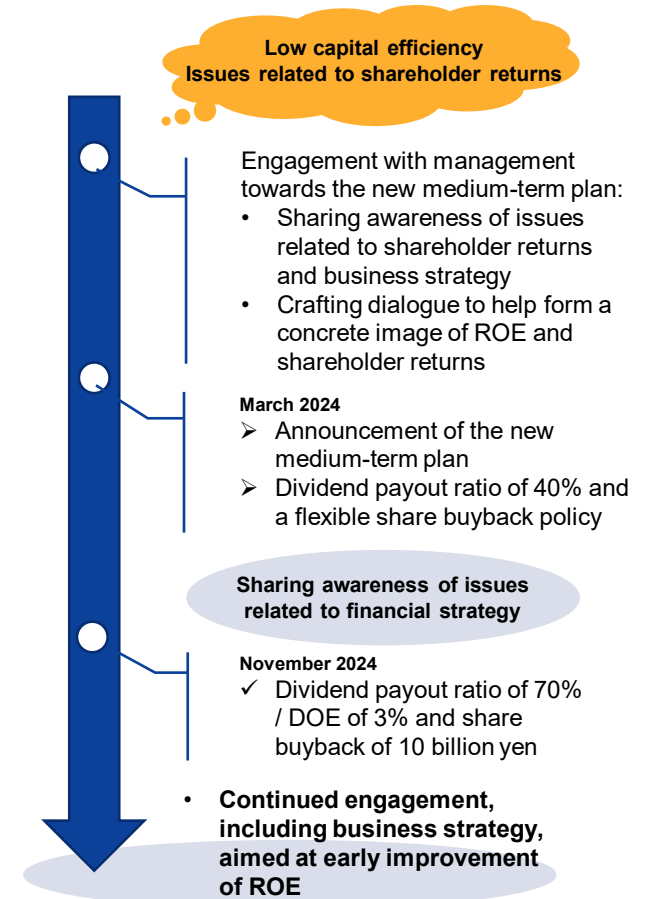 Low capital efficiency
Issues related to shareholder returns
Engagement with management
towards the new medium-term plan:
• Sharing awareness of issues
related to shareholder returns
and business strategy
• Crafting dialogue to help form a
concrete image of ROE and
shareholder returns
March 2024
➢ Announcement of the new
medium-term plan
➢ Dividend payout ratio of 40% and
a flexible share buyback policy
Sharing awareness of issues
related to financial strategy
November 2024
✓ Dividend payout ratio of 70%
/ DOE of 3% and share
buyback of 10 billion yen
• Continued engagement,
including business strategy,
aimed at early improvement
of ROE